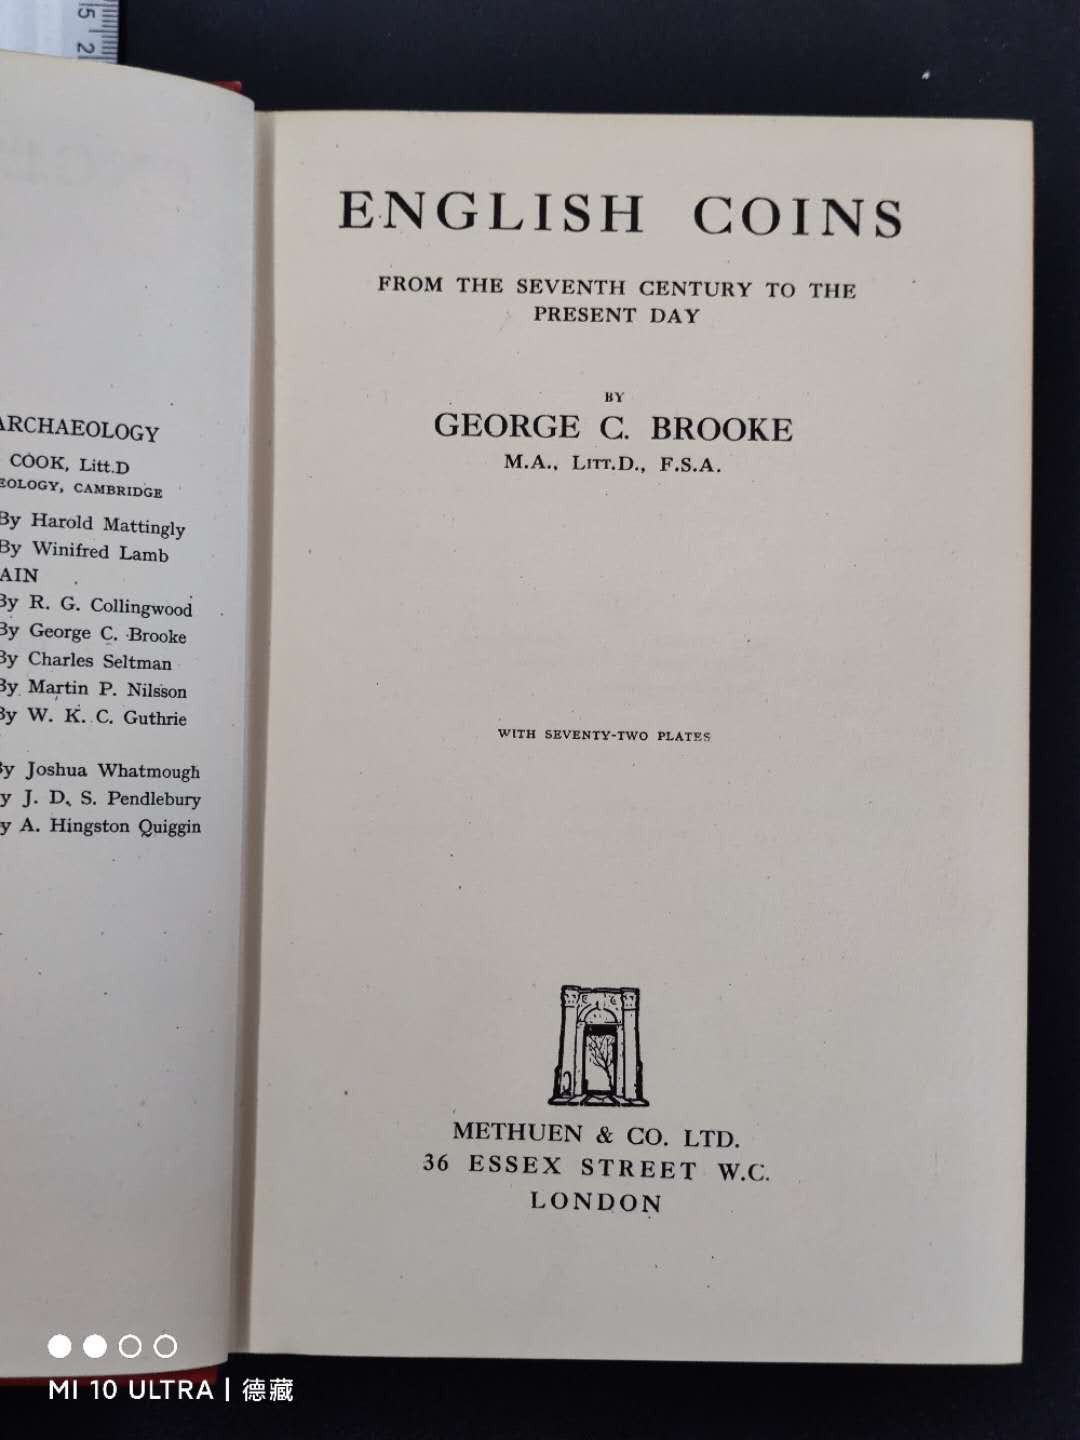 5
2
ARCHAEOLOGY
COOK, Litt.D
EOLOGY, CAMBRIDGE
By Harold Mattingly
By Winifred Lamb
AIN
By R. G. Collingwood
By George C. Brooke
By Charles Seltman
By Martin P. Nilsson
By W. K. C. Guthrie
By Joshua Whatmough
y J. D. S. Pendlebury
y A. Hingston Quiggin
ENGLISH COINS
FROM THE SEVENTH CENTURY TO THE
PRESENT DAY
BY
GEORGE C. BROOKE
M.A., LITT.D., F.S.A.
WITH SEVENTY-TWO PLATES
METHUEN & CO. LTD.
36 ESSEX STREET W.C.
LONDON
MI 10 ULTRA | 德藏